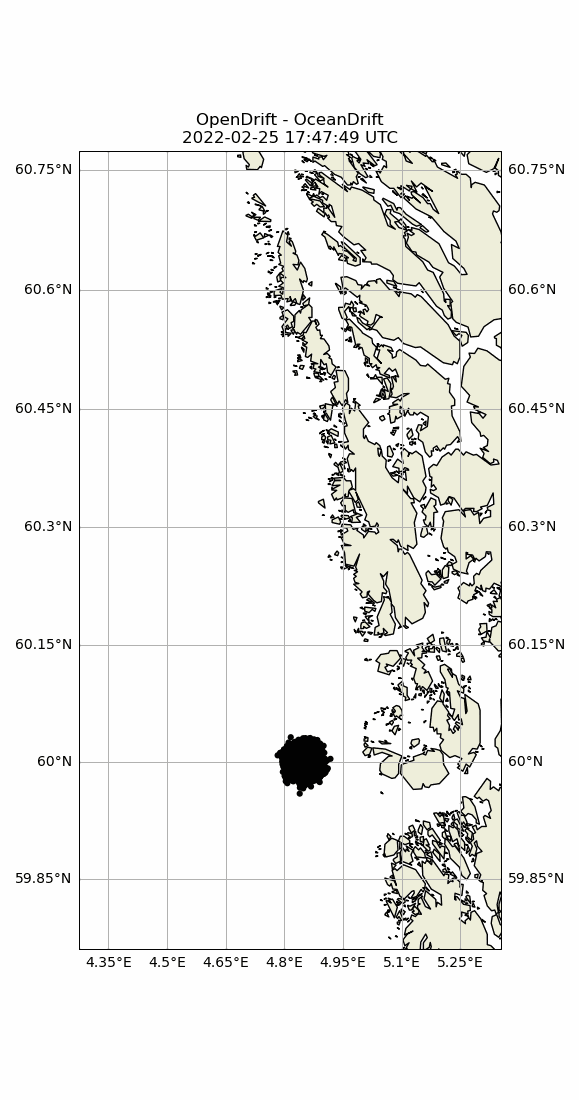 OpenDrift - OceanDrift
2022-02-25 17:47:49 UTC
60.75°N 60.75°N
60.6°N 60.6°N
60.45°N 60.45°N
60.3°N 60.3°N
60.15°N 60.15°N
60°N 60°N
59.85°N 59.85°N
4.35°E 4.5°E 4.65°E 4.8°E 4.95°E 5.1°E 5.25°E